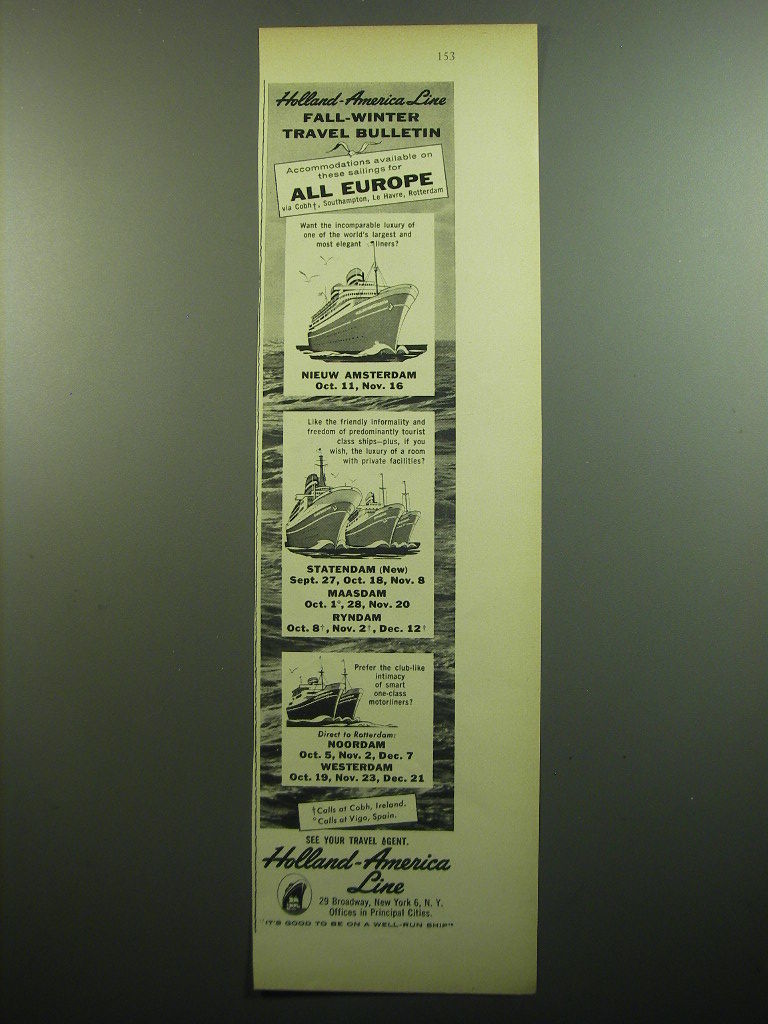 153
Holland-America Line
FALL-WINTER
TRAVEL BULLETIN
Accommodations available on
these sailings for
ALL EUROPE
via Cobh†, Southampton, Le Havre, Rotterdam
Want the incomparable luxury of
one of the world's largest and
most elegant liners?
NIEUW AMSTERDAM
Oct. 11, Nov. 16
Like the friendly informality and
freedom of predominantly tourist
class ships—plus, if you
wish, the luxury of a room
with private facilities?
STATENDAM (New)
Sept. 27, Oct. 18, Nov. 8
MAASDAM
Oct. 1°, 28, Nov. 20
RYNDAM
Oct. 8†, Nov. 2†, Dec. 12†
Prefer the club-like
intimacy
of smart
one-class
motorliners?
Direct to Rotterdam:
NOORDAM
Oct. 5, Nov. 2, Dec. 7
WESTERDAM
Oct. 19, Nov. 23, Dec. 21
†Calls at Cobh, Ireland.
°Calls at Vigo, Spain.
SEE YOUR TRAVEL AGENT.
Holland-America
Line
29 Broadway, New York 6, N. Y.
Offices in Principal Cities.
"IT'S GOOD TO BE ON A WELL-RUN SHIP"